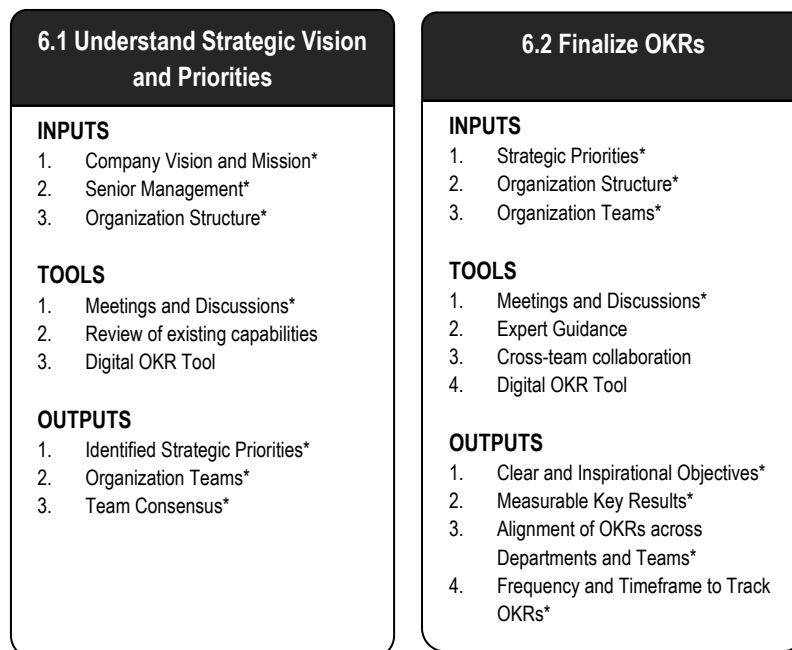 6.1 Understand Strategic Vision
and Priorities
INPUTS
1. Company Vision and Mission*
2. Senior Management*
3. Organization Structure*
TOOLS
1. Meetings and Discussions*
2. Review of existing capabilities
3. Digital OKR Tool
OUTPUTS
1. Identified Strategic Priorities*
2. Organization Teams*
3. Team Consensus*
6.2 Finalize OKRs
INPUTS
1. Strategic Priorities*
2. Organization Structure*
3. Organization Teams*
TOOLS
1. Meetings and Discussions*
2. Expert Guidance
3. Cross-team collaboration
4. Digital OKR Tool
OUTPUTS
1. Clear and Inspirational Objectives*
2. Measurable Key Results*
3. Alignment of OKRs across
Departments and Teams*
4. Frequency and Timeframe to Track
OKRs*